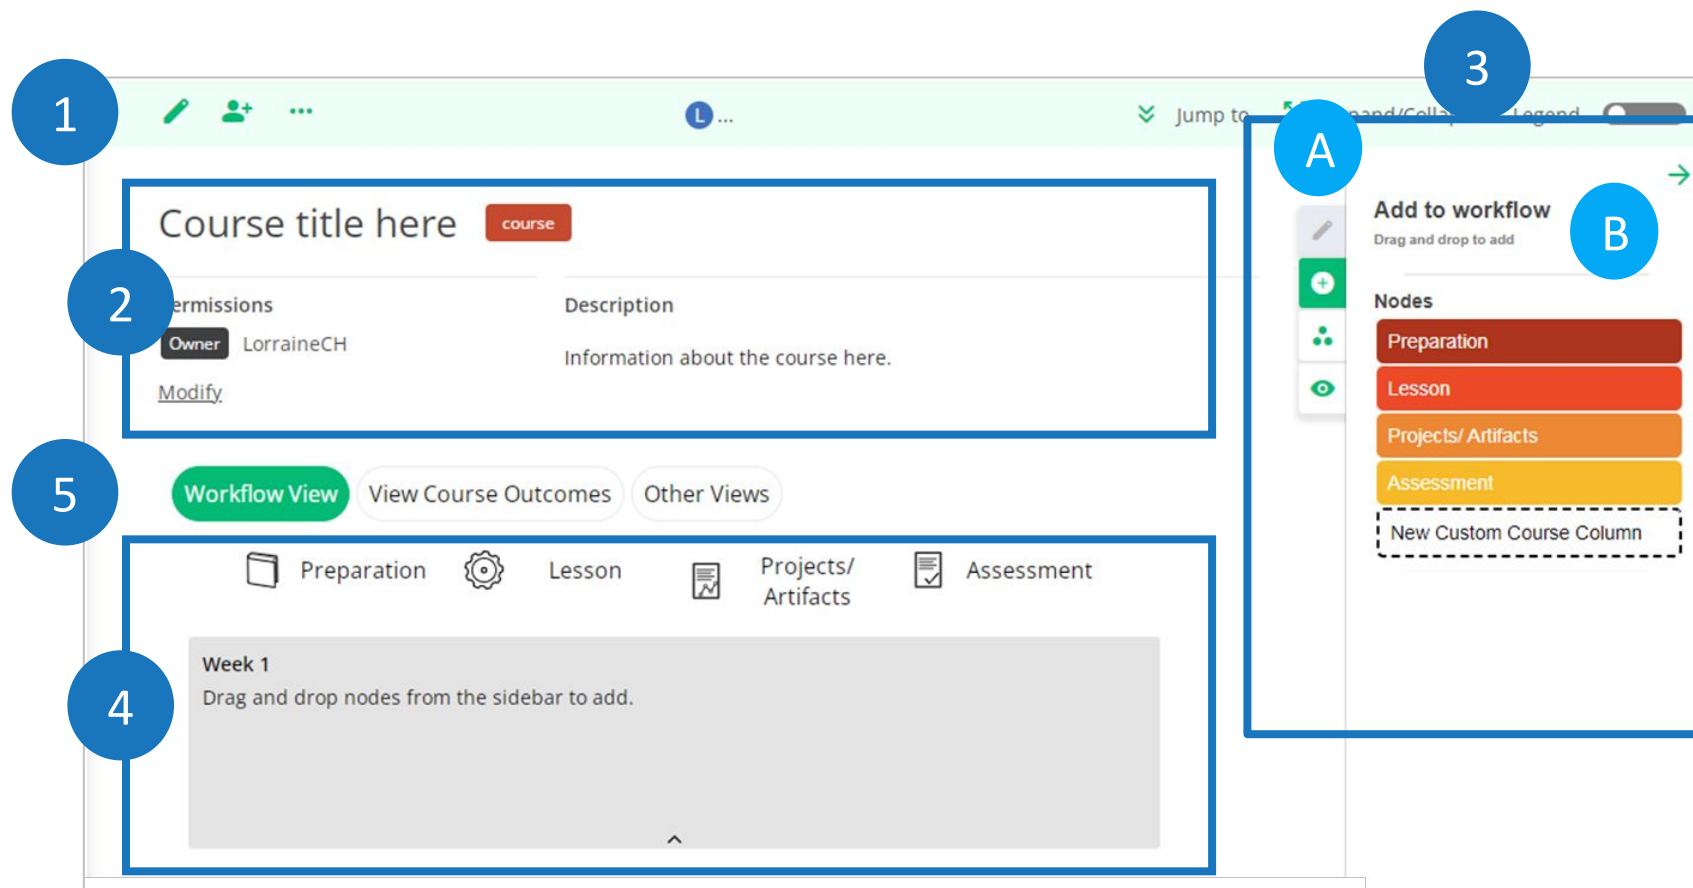 3
1
L ...
Jump to
Legend
A
Course title here
course
Add to workflow
Drag and drop to add
B
2
ermissions
Owner
LorraineCH
Modify
Description
Information about the course here.
Nodes
Preparation
Lesson
Projects/ Artifacts
Assessment
New Custom Course Column
5
Workflow View
View Course Outcomes
Other Views
Preparation
Lesson
Projects/
Artifacts
Assessment
4
Week 1
Drag and drop nodes from the sidebar to add.